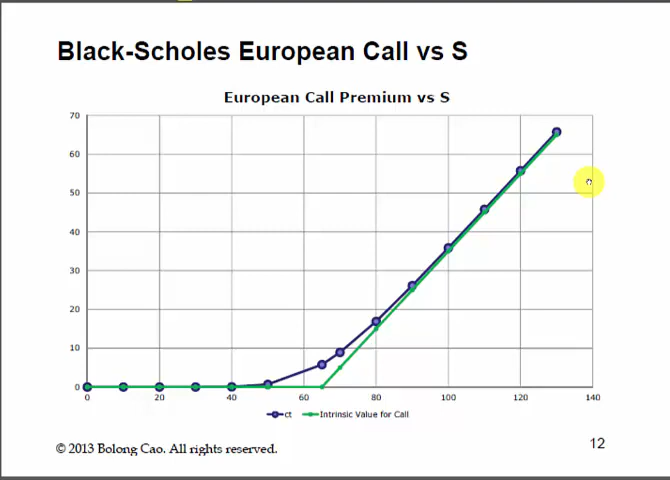 Black-Scholes European Call vs S
European Call Premium vs S
70
60
50
40
30
20
10
0
0 20 40 60 80 100 120 140
ct Intrinsic Value for Call
© 2013 Bolong Cao. All rights reserved. 12